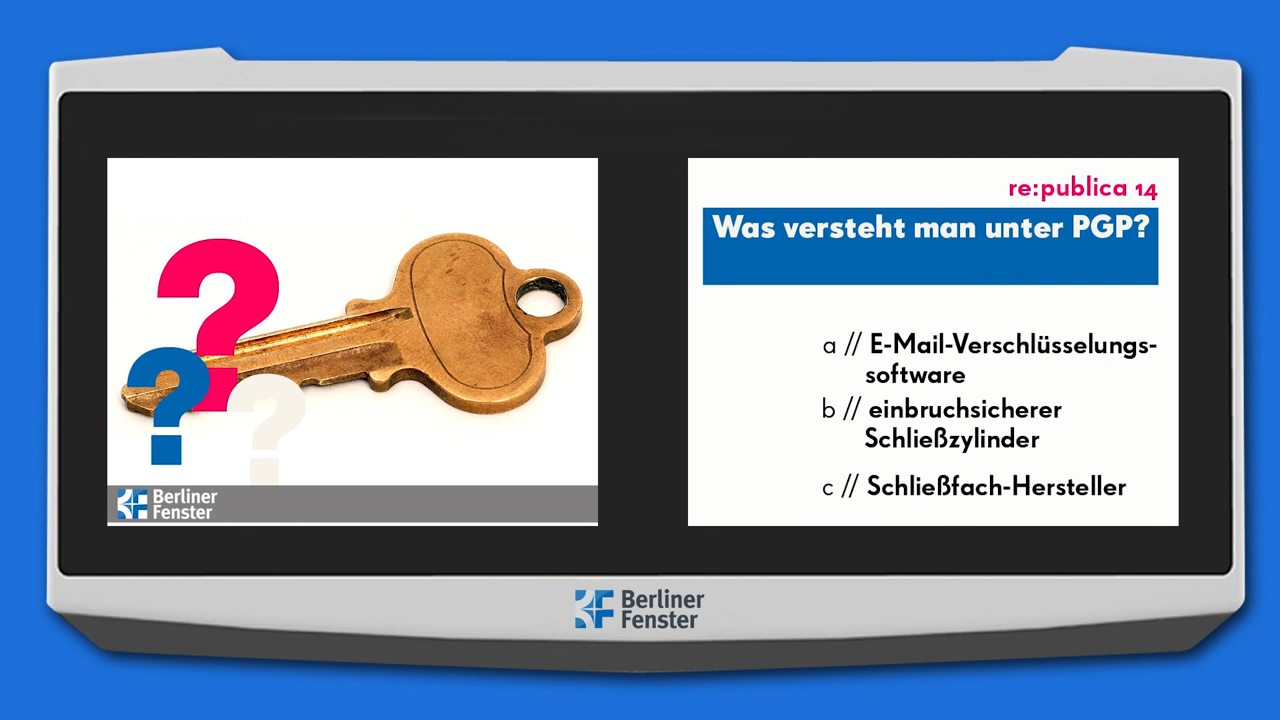 ?
?
?
Berliner
Fenster
re:publica 14
Was versteht man unter PGP?
a // E-Mail-Verschlüsselungs-
software
b // einbruchsicherer
Schließzylinder
c // Schließfach-Hersteller
Berliner
Fenster